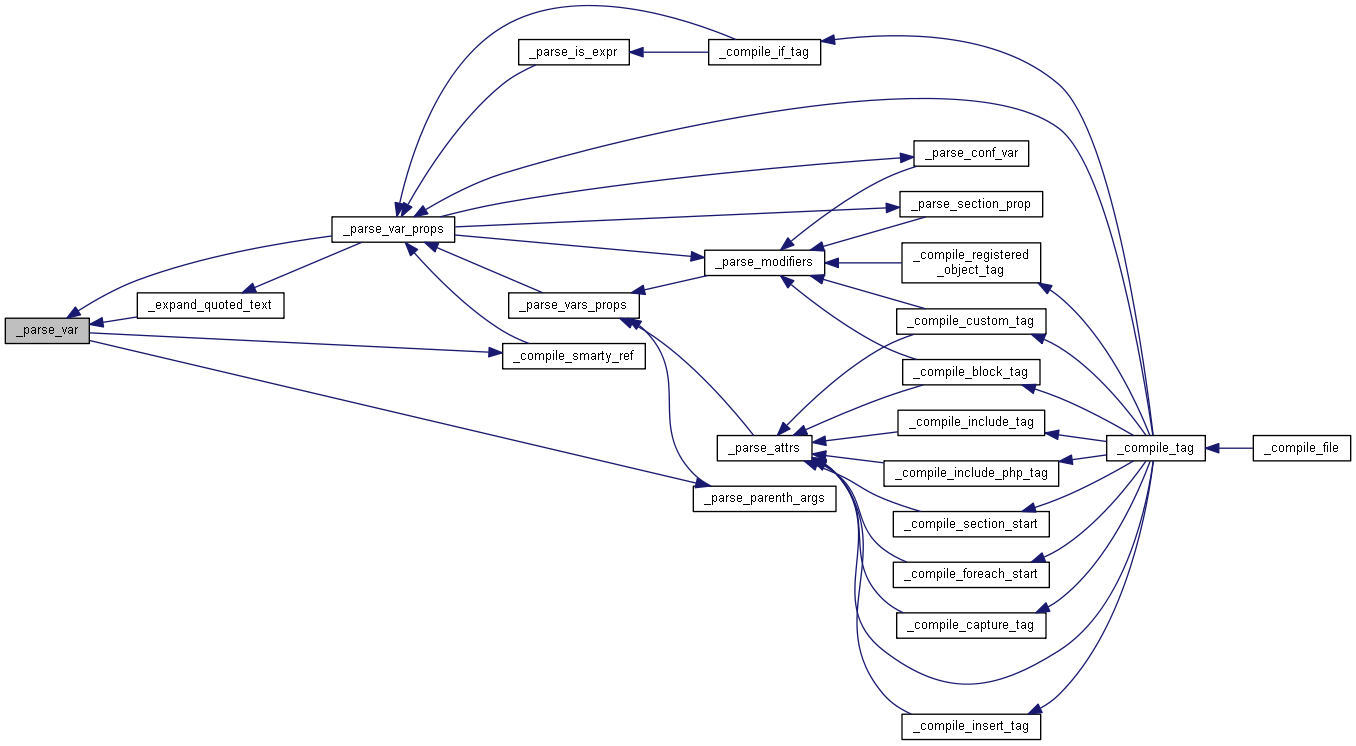 _parse_is_expr
_compile_if_tag
_parse_conf_var
_parse_section_prop
_parse_var_props
_compile_registered
_object_tag
_parse_modifiers
_expand_quoted_text
_parse_vars_props
_compile_custom_tag
_parse_var
_compile_smarty_ref
_compile_block_tag
_compile_include_tag
_parse_attrs
_compile_tag
_compile_file
_compile_include_php_tag
_parse_parenth_args
_compile_section_start
_compile_foreach_start
_compile_capture_tag
_compile_insert_tag